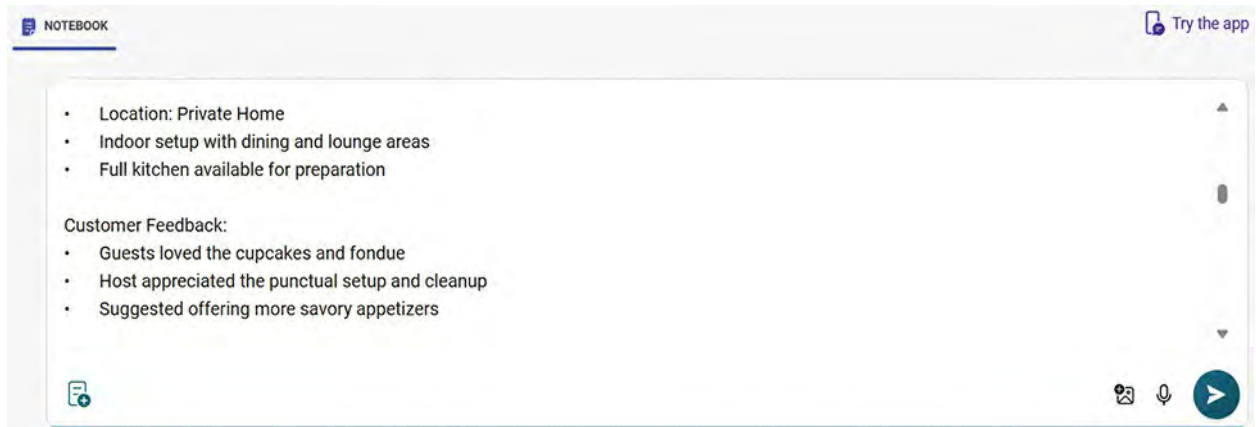 NOTEBOOK
Try the app
• Location: Private Home
• Indoor setup with dining and lounge areas
• Full kitchen available for preparation
Customer Feedback:
• Guests loved the cupcakes and fondue
• Host appreciated the punctual setup and cleanup
• Suggested offering more savory appetizers